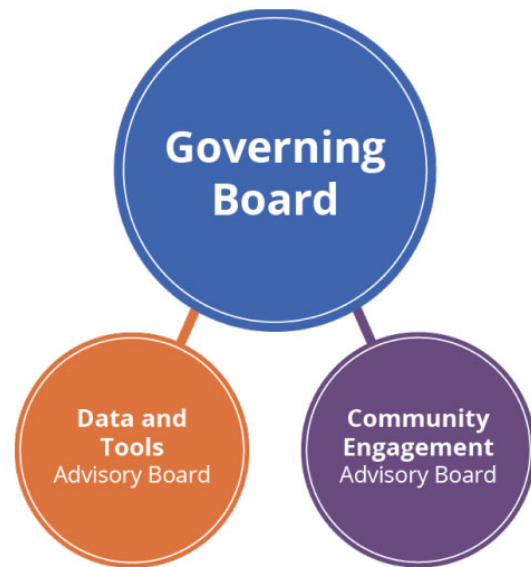 Governing
Board
Data and
Tools
Advisory Board
Community
Engagement
Advisory Board